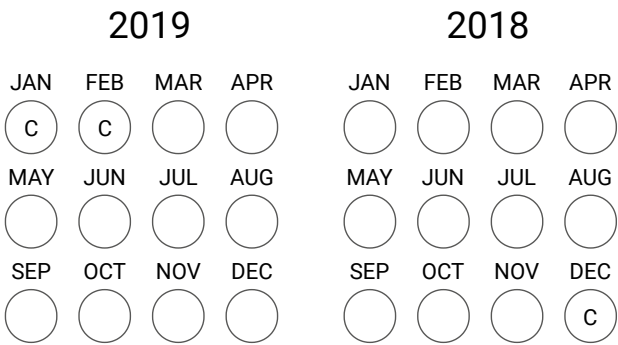 2019
JAN FEB MAR APR
C C
MAY JUN JUL AUG
SEP OCT NOV DEC
2018
JAN FEB MAR APR
MAY JUN JUL AUG
SEP OCT NOV DEC
C